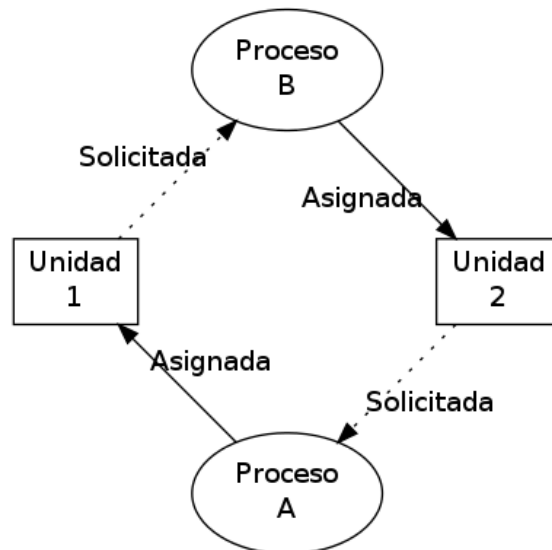 Proceso
B
Solicitada
Asignada
Unidad
1
Unidad
2
Asignada
Solicitada
Proceso
A